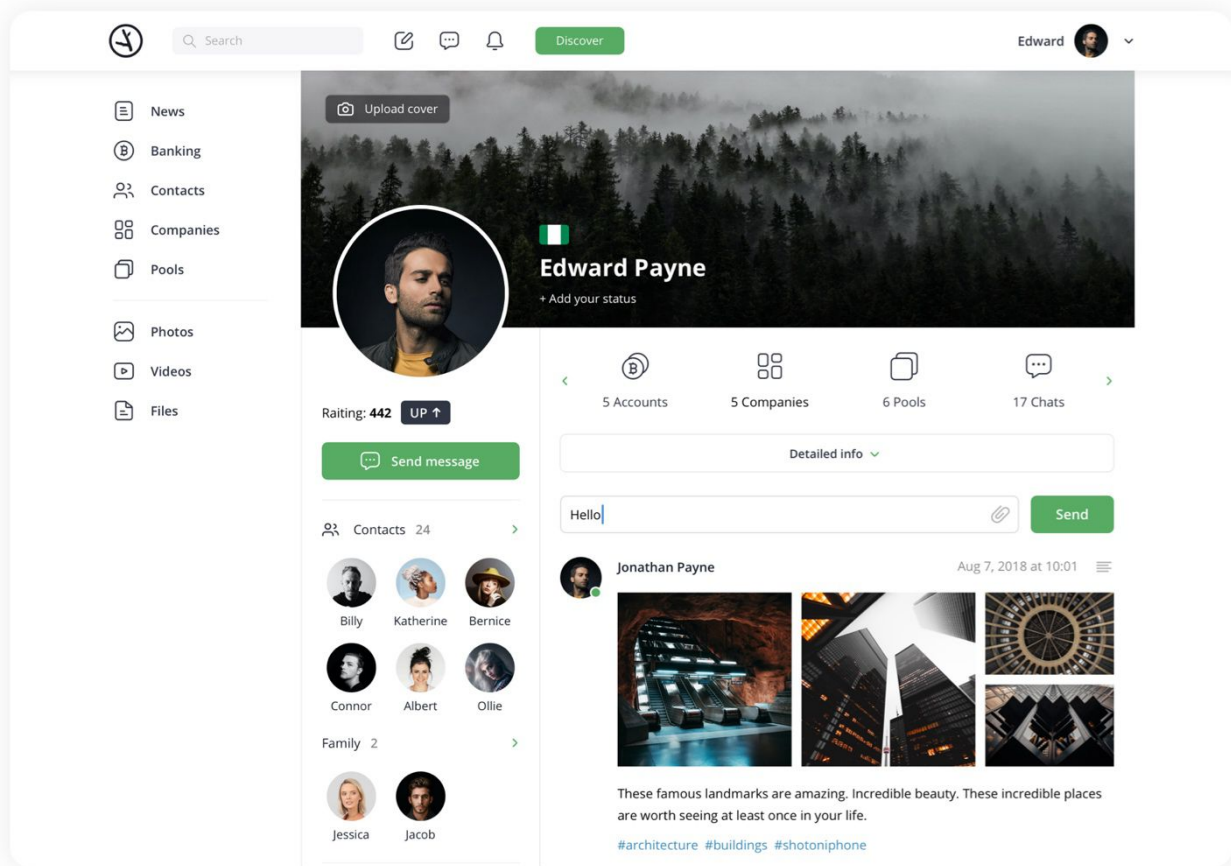 Search
Discover
Edward
News
Banking
Contacts
Companies
Pools
Photos
Videos
Files
Upload cover
Edward Payne
+ Add your status
Raiting: 442 UP ↑
Send message
Contacts 24
Billy Katherine Bernice
Connor Albert Ollie
Family 2
Jessica Jacob
5 Accounts 5 Companies 6 Pools 17 Chats
Detailed info
Hello
Send
Jonathan Payne Aug 7, 2018 at 10:01
These famous landmarks are amazing. Incredible beauty. These incredible places
are worth seeing at least once in your life.
#architecture #buildings #shotoniphone